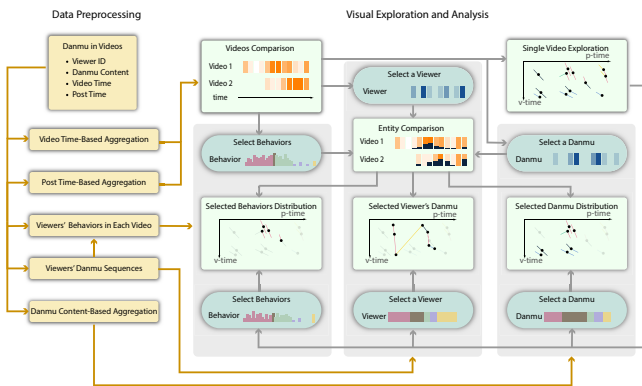 Data Preprocessing
Visual Exploration and Analysis
Danmu in Videos
• Viewer ID
• Danmu Content
• Video Time
• Post Time
Videos Comparison
Video 1
Video 2
time
Select a Viewer
Viewer
Single Video Exploration
p-time
v-time
Video Time-Based Aggregation
Select Behaviors
Behavior
Entity Comparison
Video 1
Video 2
Select a Danmu
Danmu
Post Time-Based Aggregation
Viewers' Behaviors in Each Video
Selected Behaviors Distribution
p-time
v-time
Selected Viewer's Danmu
p-time
v-time
Selected Danmu Distribution
p-time
v-time
Viewers' Danmu Sequences
Danmu Content-Based Aggregation
Select Behaviors
Behavior
Select a Viewer
Viewer
Select a Danmu
Danmu